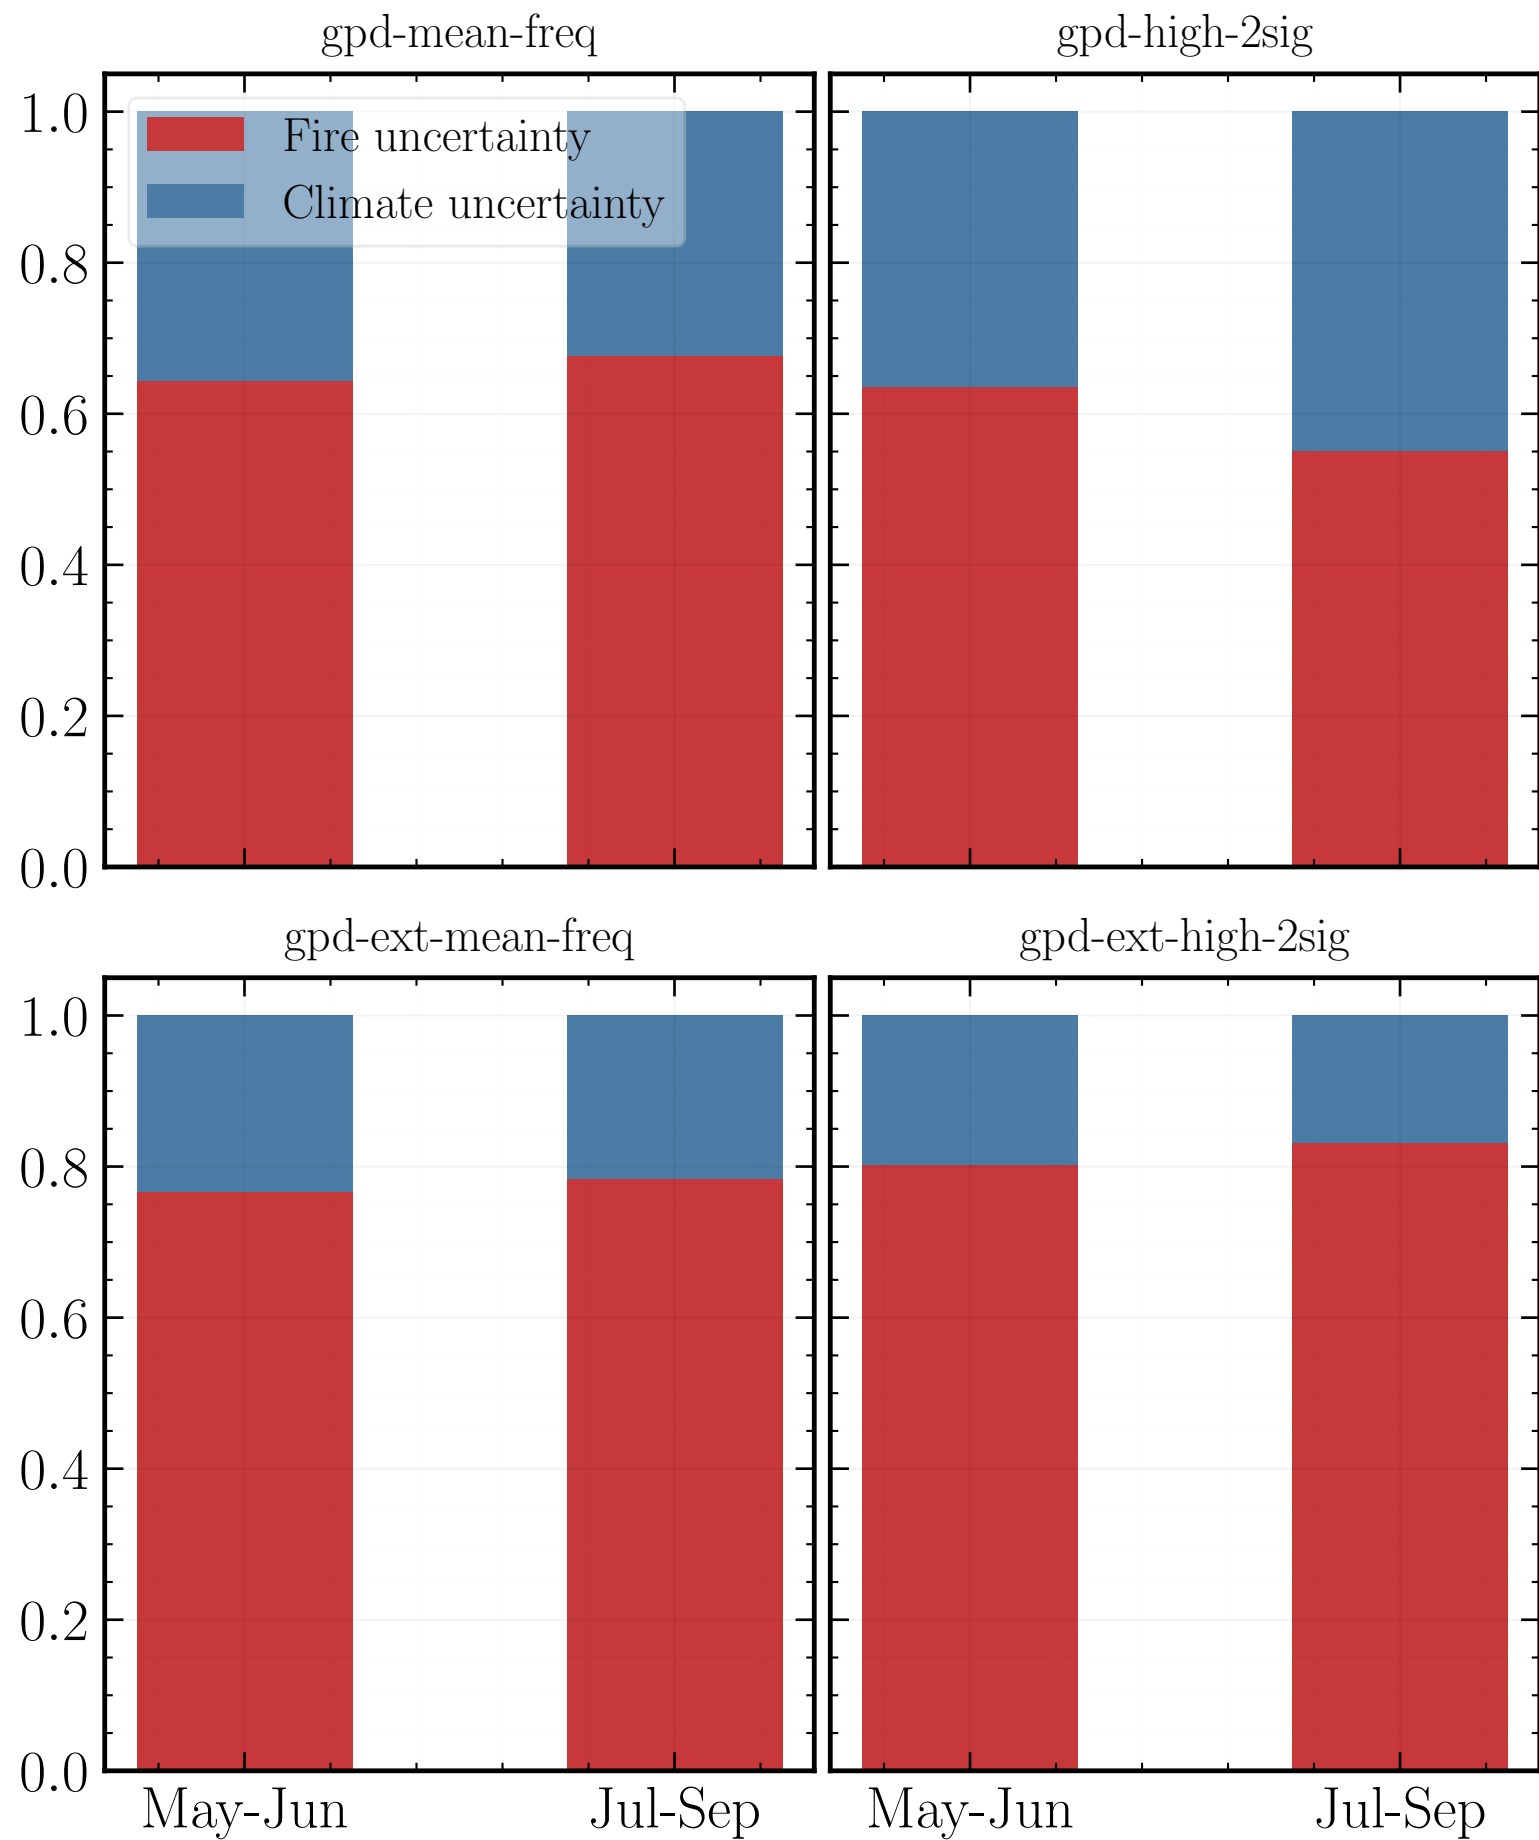 gpd-mean-freq
gpd-high-2sig
1.0
0.8
0.6
0.4
0.2
0.0
Fire uncertainty
Climate uncertainty
gpd-ext-mean-freq
gpd-ext-high-2sig
1.0
0.8
0.6
0.4
0.2
0.0
May-Jun
Jul-Sep
May-Jun
Jul-Sep